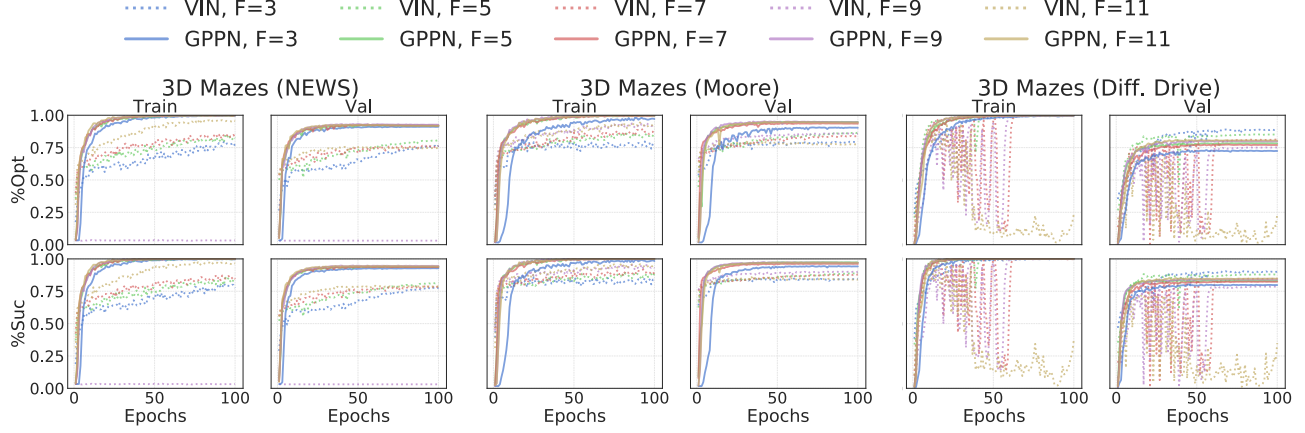 VIN, F=3 VIN, F=5 VIN, F=7 VIN, F=9 VIN, F=11
GPPN, F=3 GPPN, F=5 GPPN, F=7 GPPN, F=9 GPPN, F=11
3D Mazes (NEWS) 3D Mazes (Moore) 3D Mazes (Diff. Drive)
Train Val Train Val Train Val
1.00
0.75
%Opt
0.50
0.25
0.00
1.00
0.75
%Suc
0.50
0.25
0.00
0 50 100 0 50 100 0 50 100 0 50 100 0 50 100 0 50 100
Epochs Epochs Epochs Epochs Epochs Epochs